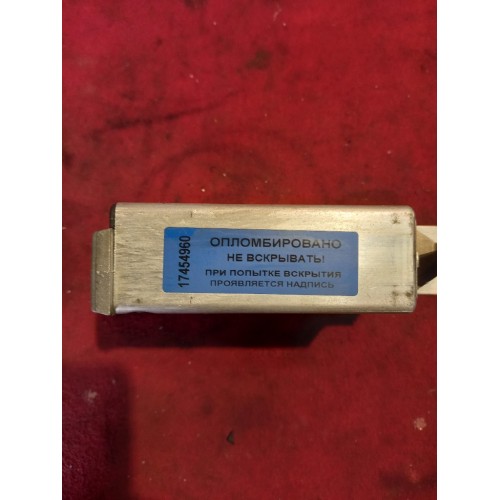 17454960
ОПЛОМБИРОВАНО
НЕ ВСКРЫВАТЬ!
ПРИ ПОПЫТКЕ ВСКРЫТИЯ
ПРОЯВЛЯЕТСЯ НАДПИСЬ